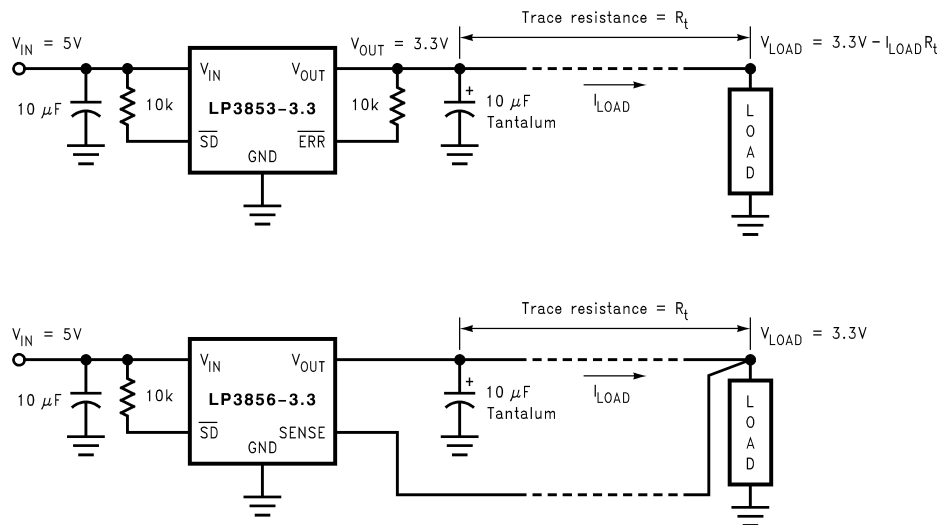 Trace resistance = Rt
VIN = 5V
VOUT = 3.3V
VLOAD = 3.3V - ILOADRt
VIN
VOUT
10 μF
10k
LP3853-3.3
10k
+
10 μF
Tantalum
ILOAD
SD
ERR
GND
LOAD
Trace resistance = Rt
VIN = 5V
VLOAD = 3.3V
VIN
VOUT
10 μF
10k
LP3856-3.3
+
10 μF
Tantalum
ILOAD
SD
SENSE
GND
LOAD